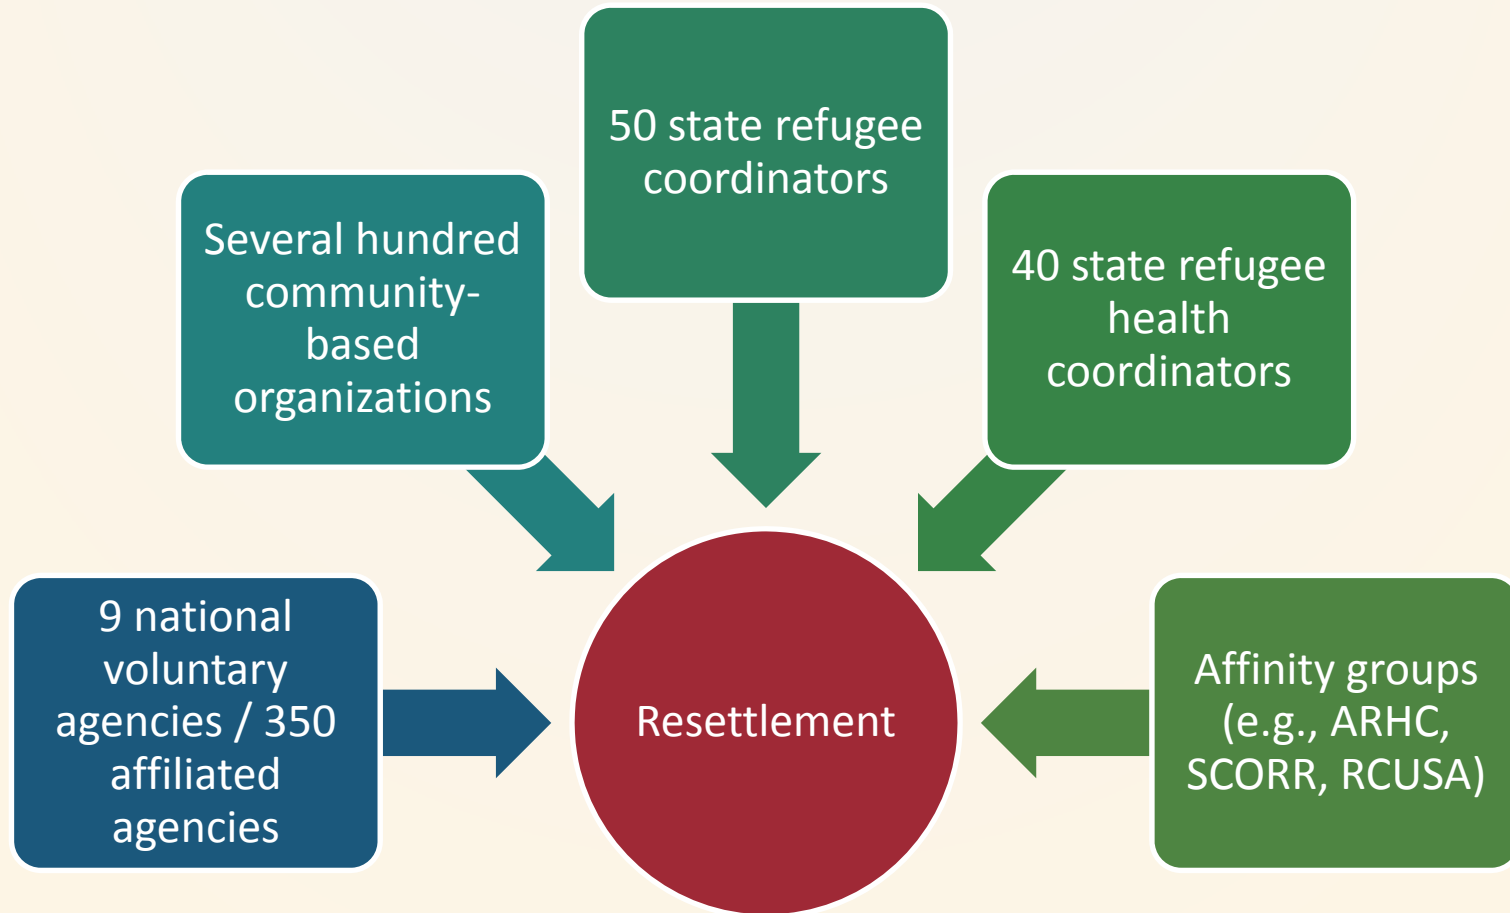 50 state refugee
coordinators
Several hundred
community-
based
organizations
40 state refugee
health
coordinators
9 national
voluntary
agencies / 350
affiliated
agencies
Resettlement
Affinity groups
(e.g., ARHC,
SCORR, RCUSA)